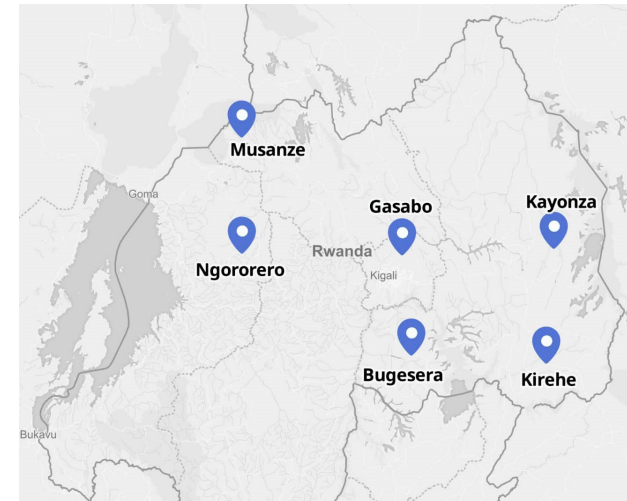 Musanze
Goma
Gasabo
Kayonza
Rwanda
Ngororero
Kigali
Bugesera
Kirehe
Bukavu